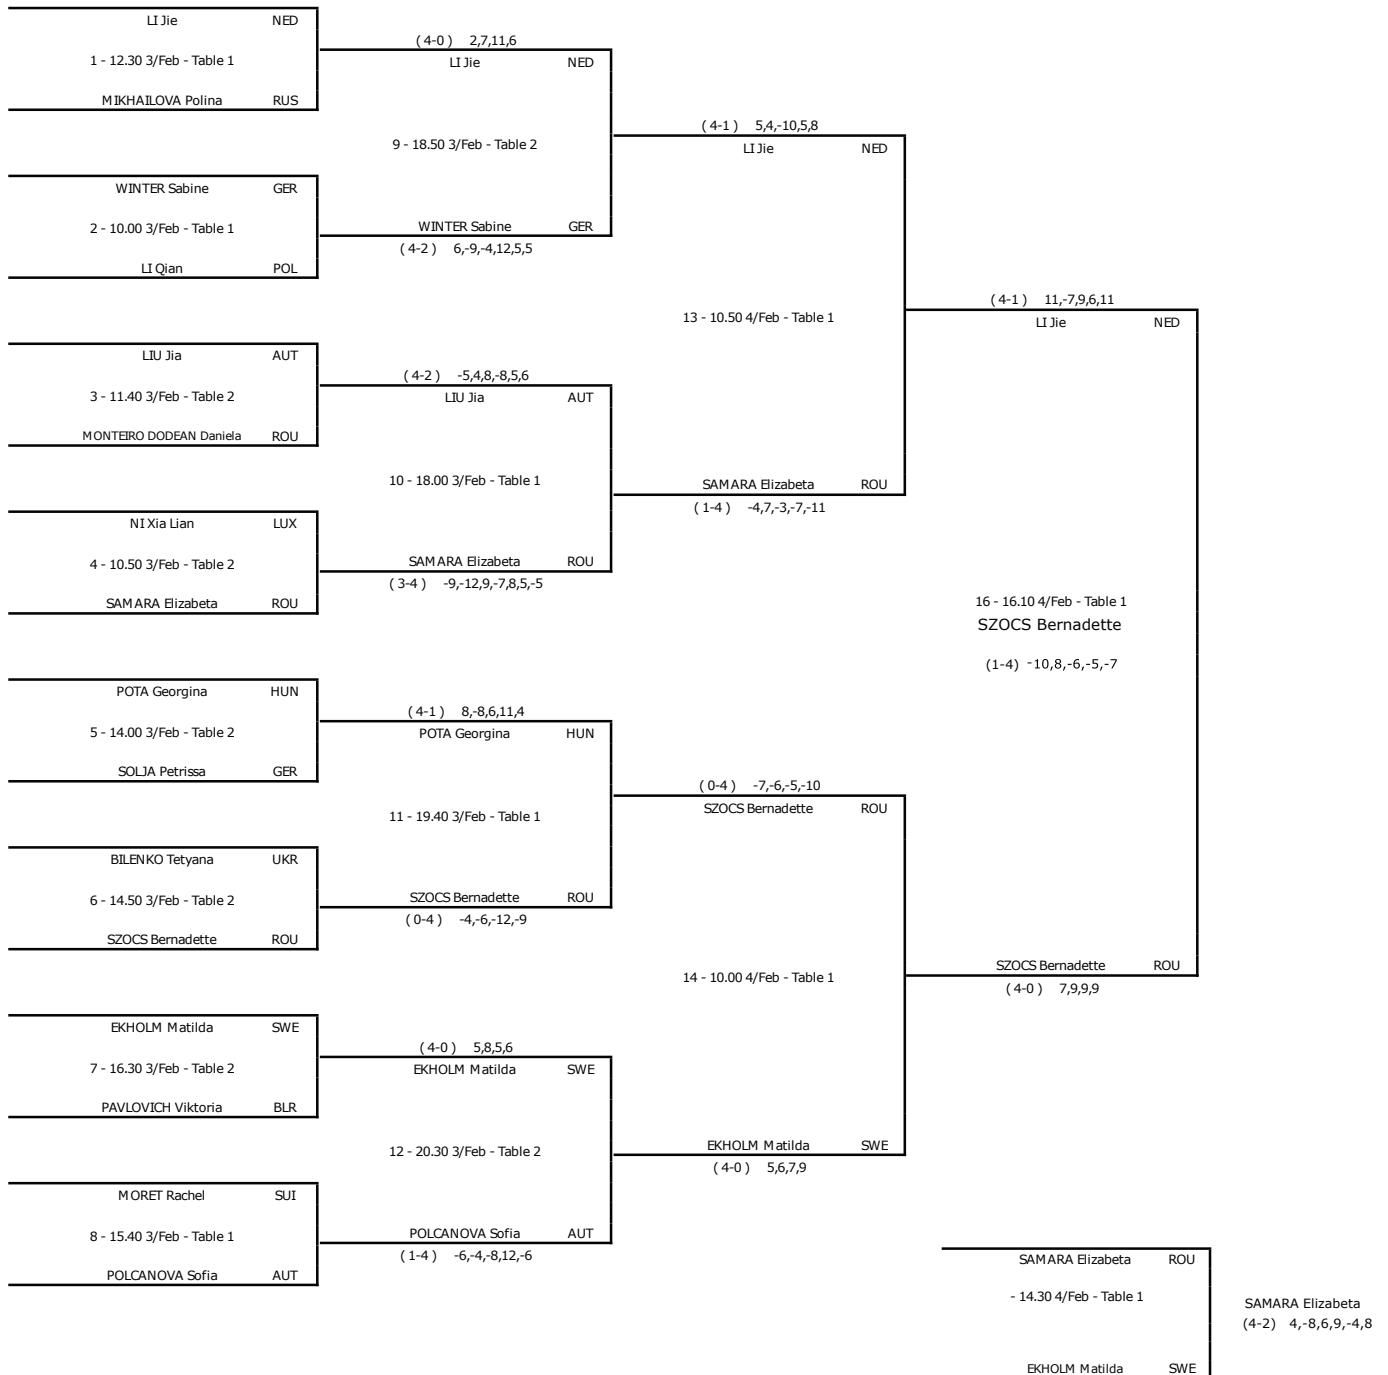 LI Jie NED
1 - 12.30 3/Feb - Table 1
MIKHAILOVA Polina RUS
WINTER Sabine GER
2 - 10.00 3/Feb - Table 1
LI Qian POL
LIU Jia AUT
3 - 11.40 3/Feb - Table 2
MONTEIRO DODEAN Daniela ROU
NI Xia Lian LUX
4 - 10.50 3/Feb - Table 2
SAMARA Elizabeta ROU
POTA Georgina HUN
5 - 14.00 3/Feb - Table 2
SOLJA Petrissa GER
BILENKO Tetyana UKR
6 - 14.50 3/Feb - Table 2
SZOCS Bernadette ROU
EKHOLM Matilda SWE
7 - 16.30 3/Feb - Table 2
PAVLOVICH Viktoria BLR
MORET Rachel SUI
8 - 15.40 3/Feb - Table 1
POLCANOVA Sofia AUT
( 4-0 ) 2,7,11,6
LI Jie NED
9 - 18.50 3/Feb - Table 2
WINTER Sabine GER
( 4-2 ) 6,-9,-4,12,5,5
( 4-2 ) -5,4,8,-8,5,6
LIU Jia AUT
10 - 18.00 3/Feb - Table 1
SAMARA Elizabeta ROU
( 3-4 ) -9,-12,9,-7,8,5,-5
( 4-1 ) 8,-8,6,11,4
POTA Georgina HUN
11 - 19.40 3/Feb - Table 1
SZOCS Bernadette ROU
( 0-4 ) -4,-6,-12,-9
( 4-0 ) 5,8,5,6
EKHOLM Matilda SWE
12 - 20.30 3/Feb - Table 2
POLCANOVA Sofia AUT
( 1-4 ) -6,-4,-8,12,-6
( 4-1 ) 5,4,-10,5,8
LI Jie NED
13 - 10.50 4/Feb - Table 1
SAMARA Elizabeta ROU
( 1-4 ) -4,7,-3,-7,-11
( 0-4 ) -7,-6,-5,-10
SZOCS Bernadette ROU
14 - 10.00 4/Feb - Table 1
EKHOLM Matilda SWE
( 4-0 ) 5,6,7,9
( 4-1 ) 11,-7,9,6,11
LI Jie NED
16 - 16.10 4/Feb - Table 1
SZOCS Bernadette
(1-4) -10,8,-6,-5,-7
SZOCS Bernadette ROU
( 4-0 ) 7,9,9,9
SAMARA Elizabeta ROU
- 14.30 4/Feb - Table 1
EKHOLM Matilda SWE
SAMARA Elizabeta
(4-2) 4,-8,6,9,-4,8